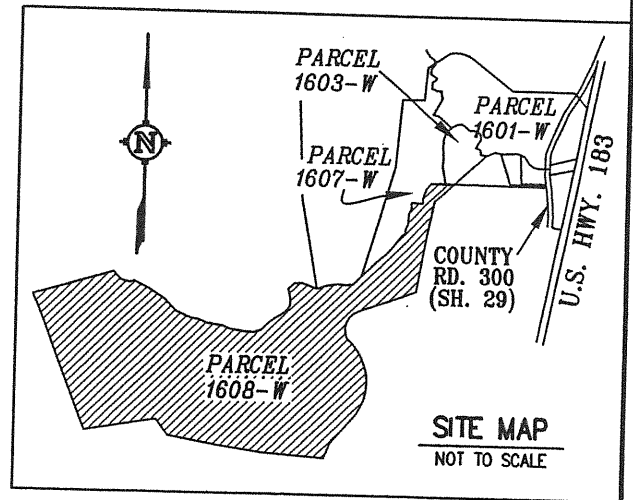 PARCEL
1603-W
PARCEL
1601-W
N
PARCEL
1607-W
U.S. HWY. 183
COUNTY
RD. 300
(SH. 29)
PARCEL
1608-W
SITE MAP
NOT TO SCALE